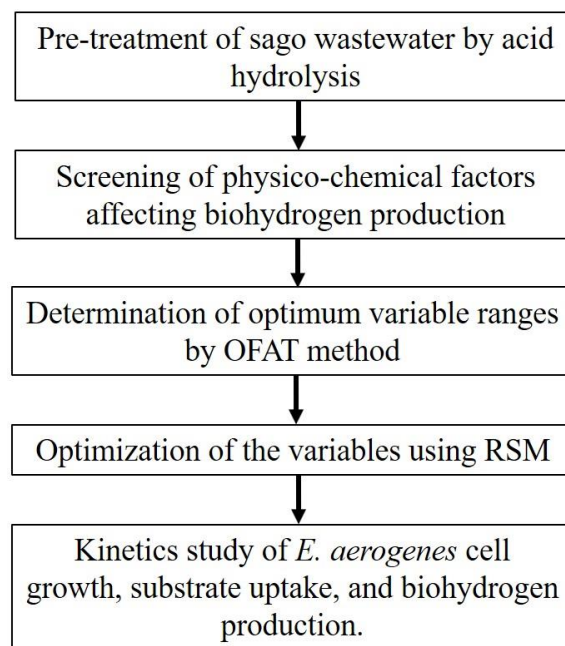 Pre-treatment of sago wastewater by acid
hydrolysis
Screening of physico-chemical factors
affecting biohydrogen production
Determination of optimum variable ranges
by OFAT method
Optimization of the variables using RSM
Kinetics study of E. aerogenes cell
growth, substrate uptake, and biohydrogen
production.